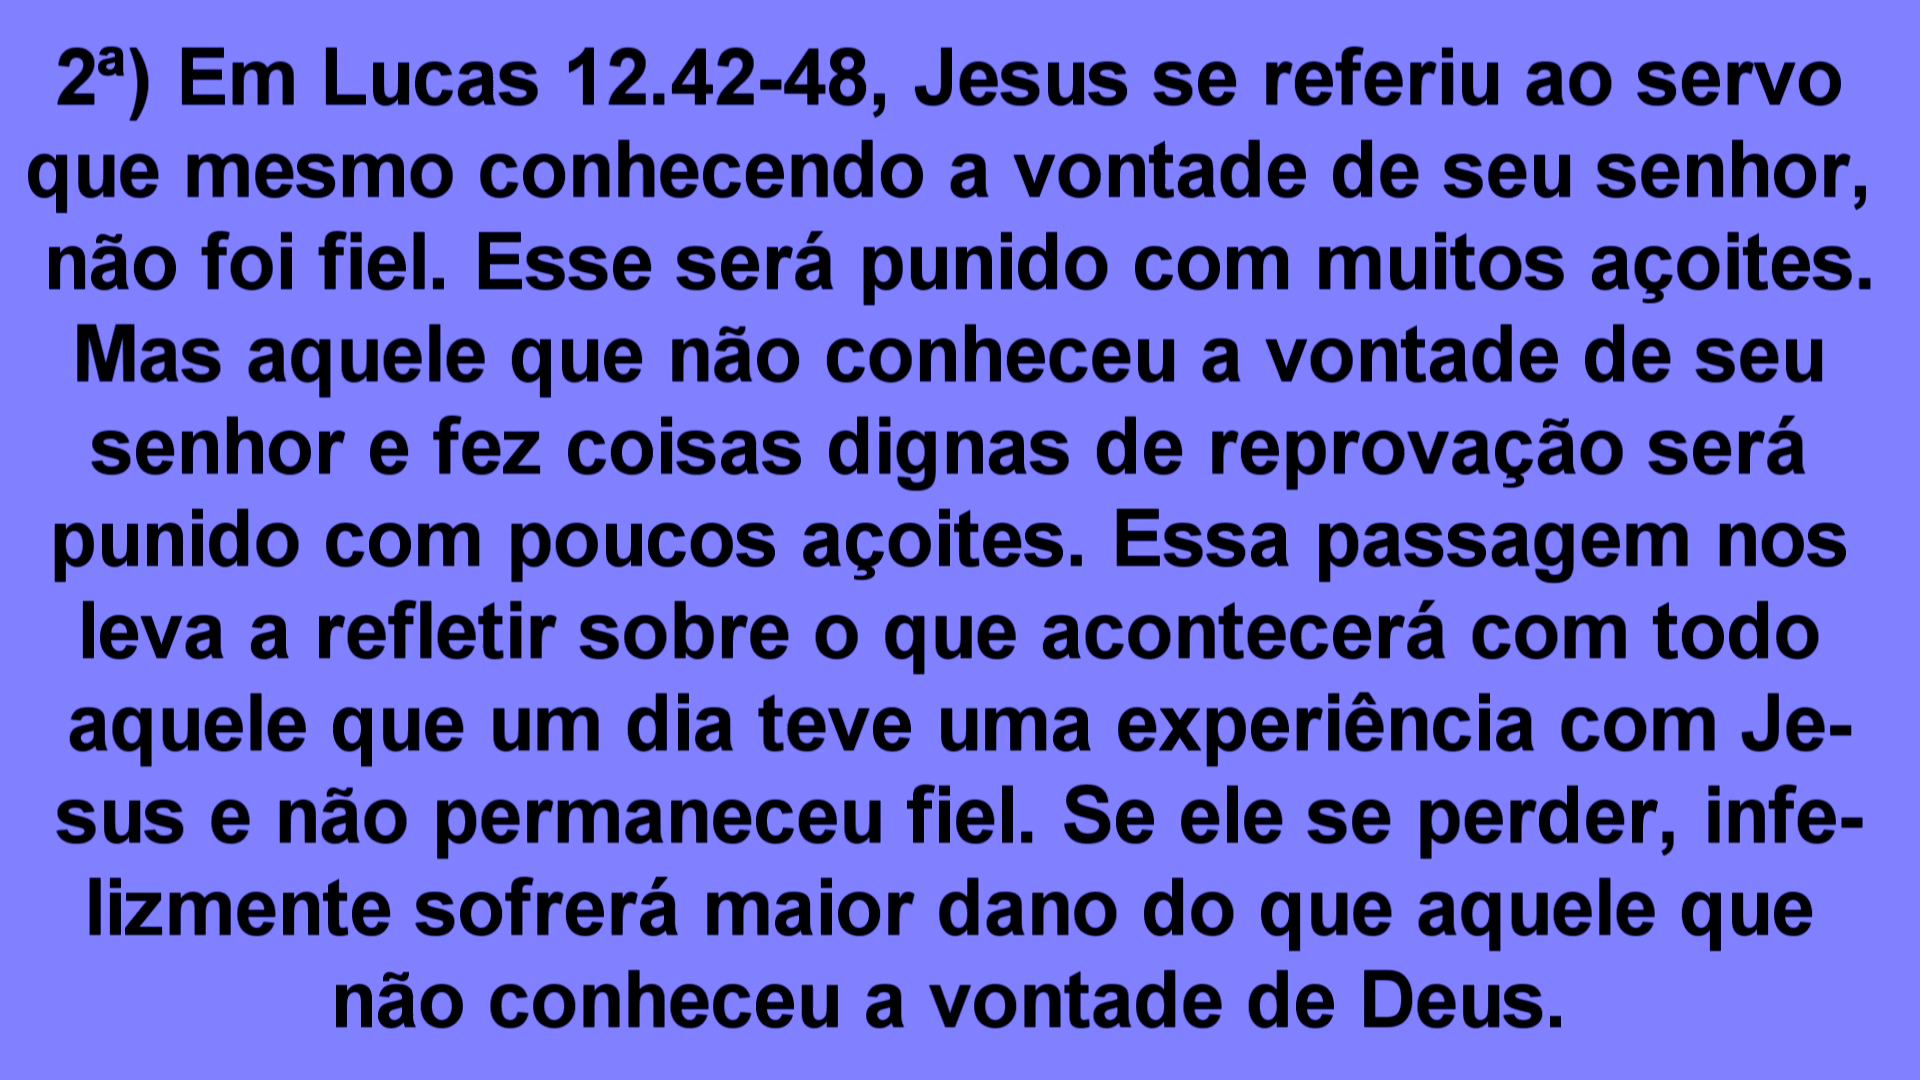 2ª) Em Lucas 12.42-48, Jesus se referiu ao servo
que mesmo conhecendo a vontade de seu senhor,
não foi fiel. Esse será punido com muitos açoites.
Mas aquele que não conheceu a vontade de seu
senhor e fez coisas dignas de reprovação será
punido com poucos açoites. Essa passagem nos
leva a refletir sobre o que acontecerá com todo
aquele que um dia teve uma experiência com Je-
sus e não permaneceu fiel. Se ele se perder, infe-
lizmente sofrerá maior dano do que aquele que
não conheceu a vontade de Deus.